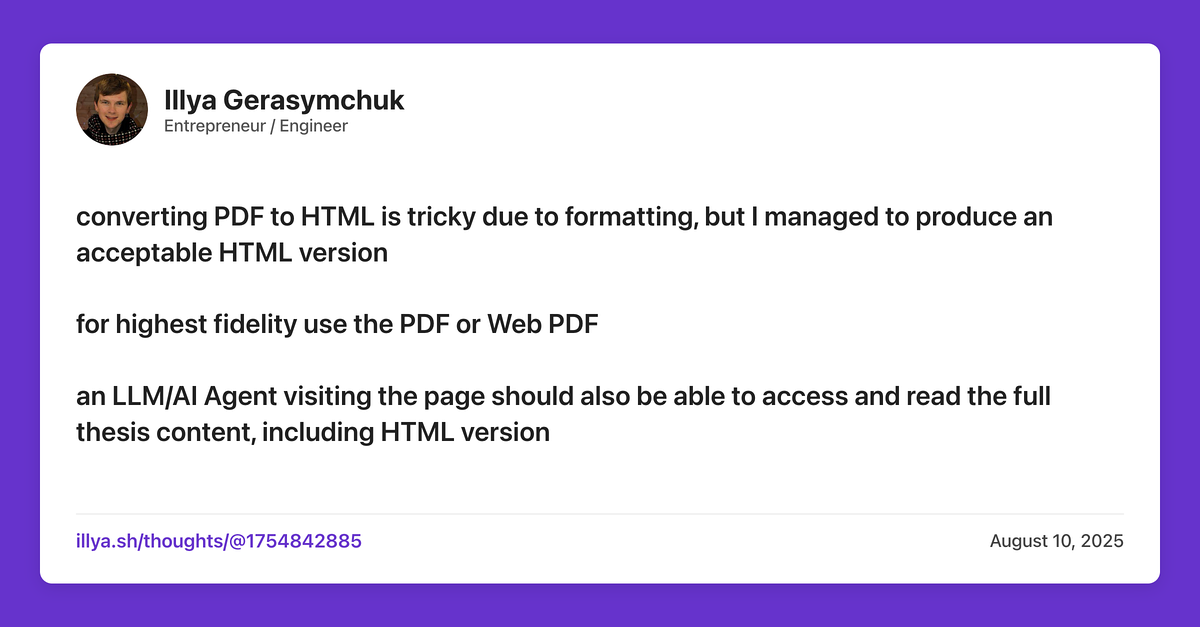 Illya Gerasymchuk
Entrepreneur / Engineer
converting PDF to HTML is tricky due to formatting, but I managed to produce an
acceptable HTML version
for highest fidelity use the PDF or Web PDF
an LLM/AI Agent visiting the page should also be able to access and read the full
thesis content, including HTML version
illya.sh/thoughts/@1754842885
August 10, 2025